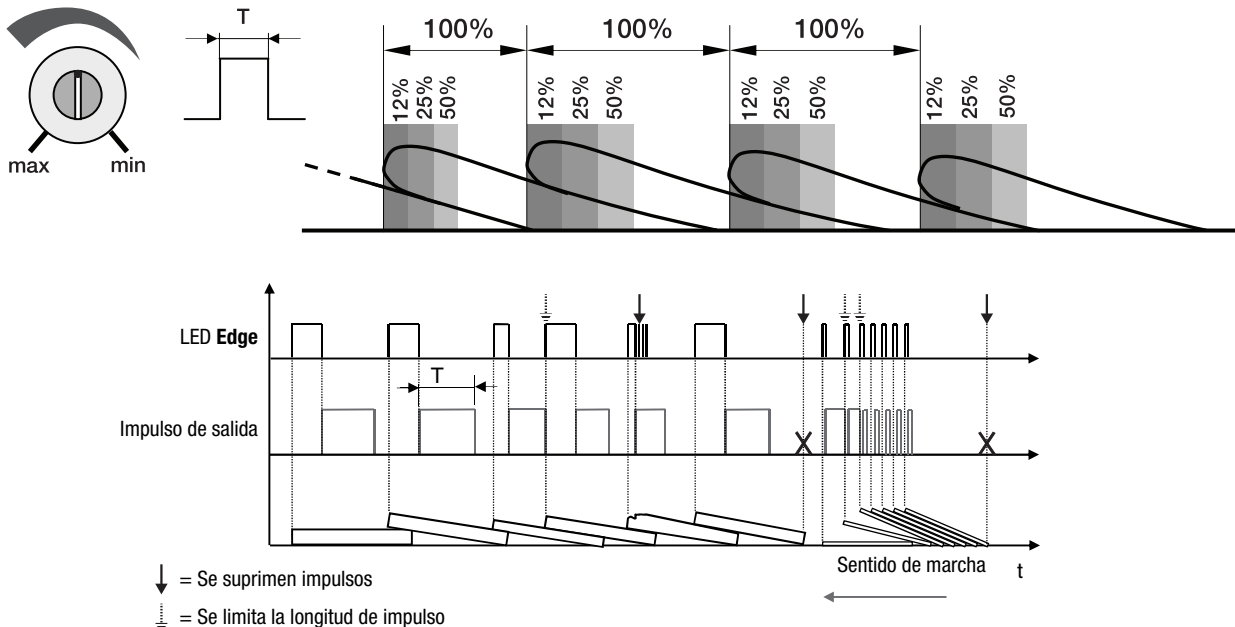 T
100% 100% 100%
12% 25% 50%
12% 25% 50%
12% 25% 50%
12% 25% 50%
max min
LED Edge
T
Impulso de salida
Sentido de marcha t
= Se suprimen impulsos
= Se limita la longitud de impulso